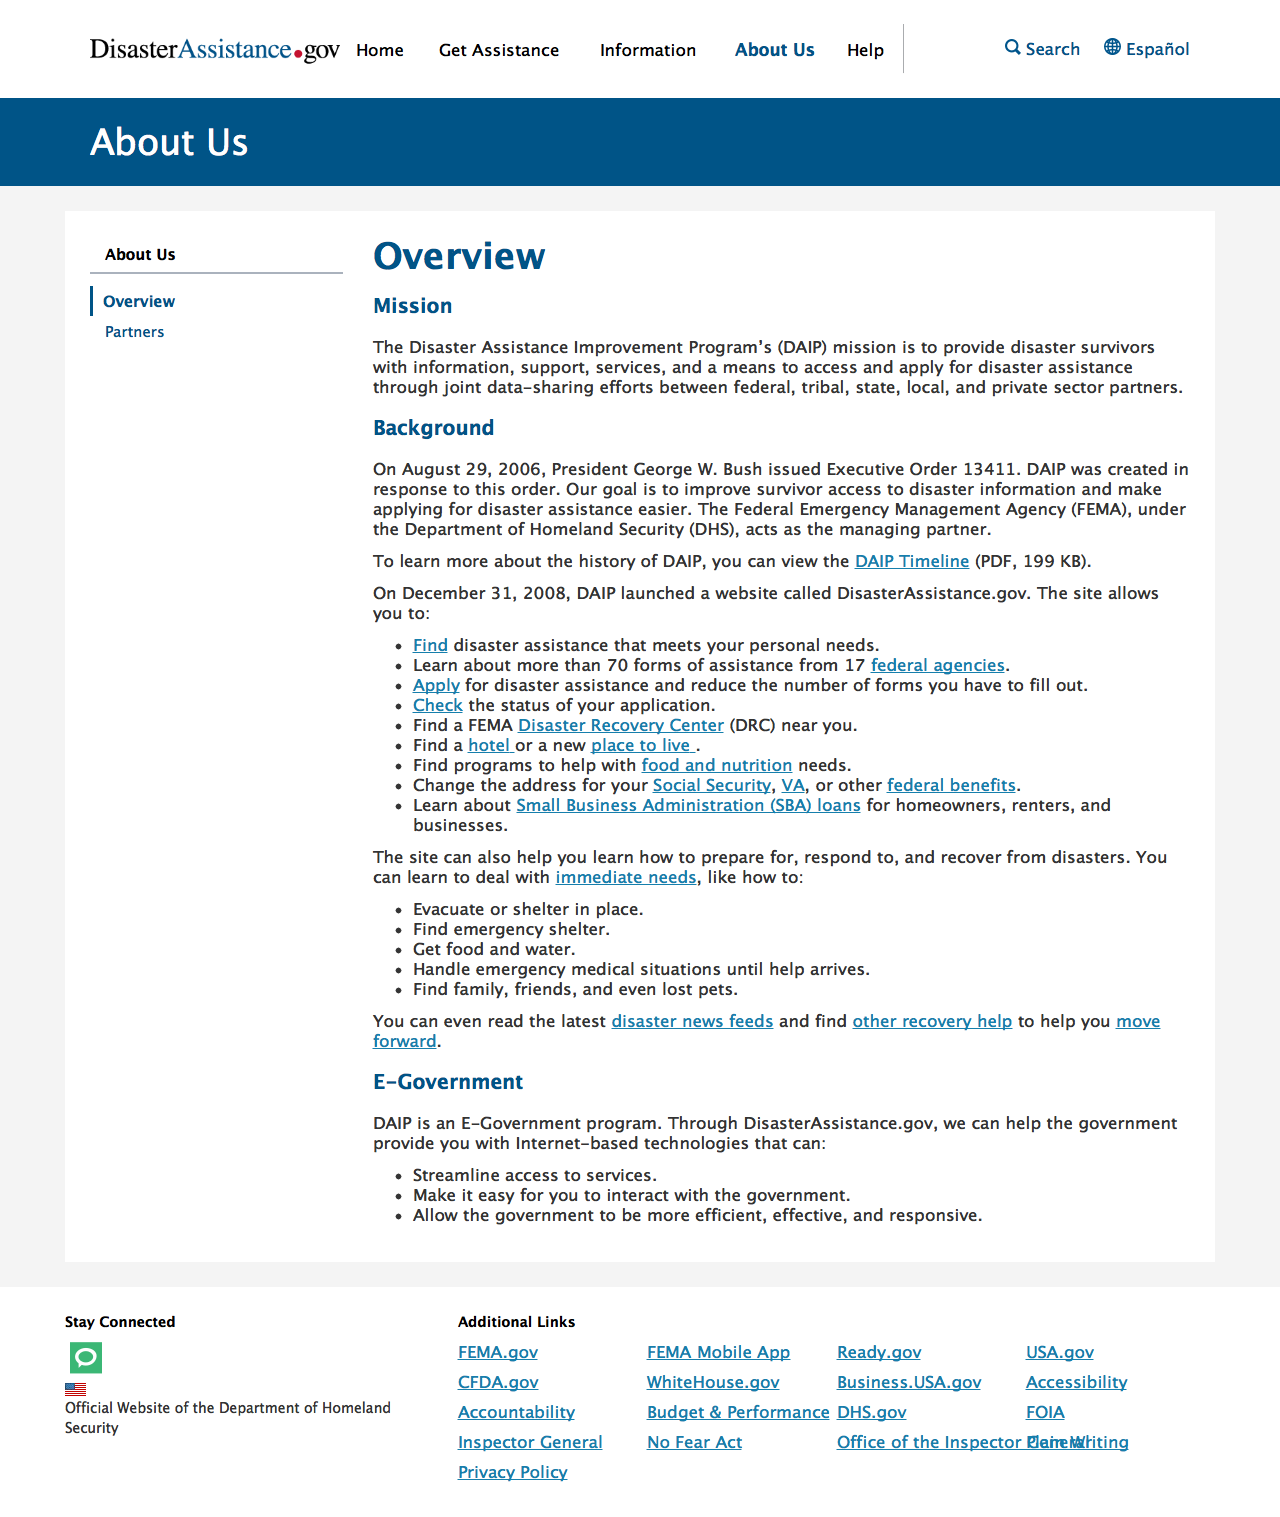 DisasterAssistance.gov Home Get Assistance Information About Us Help Search Español
About Us
About Us
Overview
Partners
Overview
Mission
The Disaster Assistance Improvement Program’s (DAIP) mission is to provide disaster survivors
with information, support, services, and a means to access and apply for disaster assistance
through joint data-sharing efforts between federal, tribal, state, local, and private sector partners.
Background
On August 29, 2006, President George W. Bush issued Executive Order 13411. DAIP was created in
response to this order. Our goal is to improve survivor access to disaster information and make
applying for disaster assistance easier. The Federal Emergency Management Agency (FEMA), under
the Department of Homeland Security (DHS), acts as the managing partner.
To learn more about the history of DAIP, you can view the DAIP Timeline (PDF, 199 KB).
On December 31, 2008, DAIP launched a website called DisasterAssistance.gov. The site allows
you to:
• Find disaster assistance that meets your personal needs.
• Learn about more than 70 forms of assistance from 17 federal agencies.
• Apply for disaster assistance and reduce the number of forms you have to fill out.
• Check the status of your application.
• Find a FEMA Disaster Recovery Center (DRC) near you.
• Find a hotel or a new place to live .
• Find programs to help with food and nutrition needs.
• Change the address for your Social Security, VA, or other federal benefits.
• Learn about Small Business Administration (SBA) loans for homeowners, renters, and
businesses.
The site can also help you learn how to prepare for, respond to, and recover from disasters. You
can learn to deal with immediate needs, like how to:
• Evacuate or shelter in place.
• Find emergency shelter.
• Get food and water.
• Handle emergency medical situations until help arrives.
• Find family, friends, and even lost pets.
You can even read the latest disaster news feeds and find other recovery help to help you move
forward.
E-Government
DAIP is an E-Government program. Through DisasterAssistance.gov, we can help the government
provide you with Internet-based technologies that can:
• Streamline access to services.
• Make it easy for you to interact with the government.
• Allow the government to be more efficient, effective, and responsive.
Stay Connected
Official Website of the Department of Homeland
Security
Additional Links
FEMA.gov FEMA Mobile App Ready.gov USA.gov
CFDA.gov WhiteHouse.gov Business.USA.gov Accessibility
Accountability Budget & Performance DHS.gov FOIA
Inspector General No Fear Act Office of the Inspector General Plain Writing
Privacy Policy